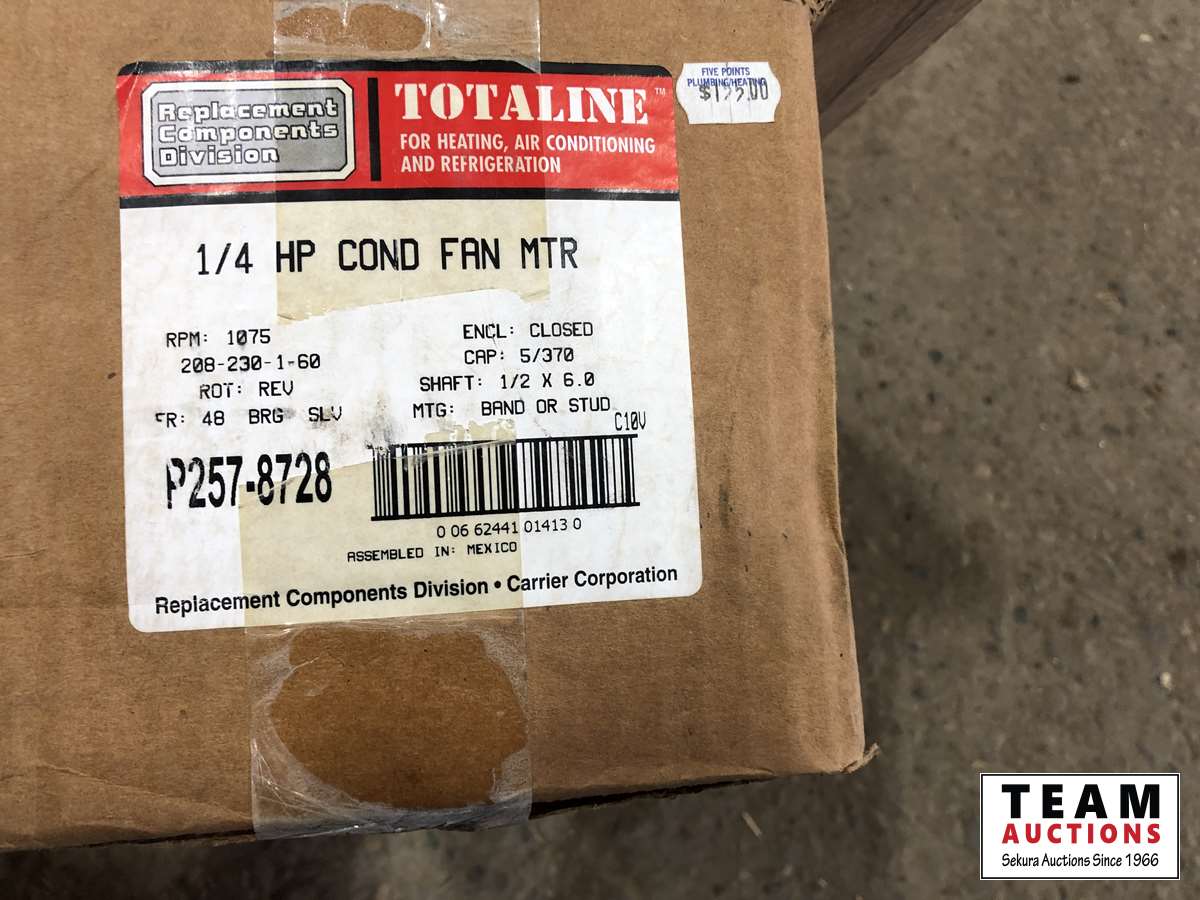 Replacement
Components
Division
TOTALINE™
FOR HEATING, AIR CONDITIONING
AND REFRIGERATION
FIVE POINTS
PLUMBING/HEATING
1/4 HP COND FAN MTR
RPM: 1075
208-230-1-60
ROT: REV
FR: 48 BRG SLV
ENCL: CLOSED
CAP: 5/370
SHAFT: 1/2 X 6.0
MTG: BAND OR STUD
C10V
P257-8728
0 06 62441 01413 0
ASSEMBLED IN: MEXICO
Replacement Components Division • Carrier Corporation
TEAM
AUCTIONS
Sekura Auctions Since 1966